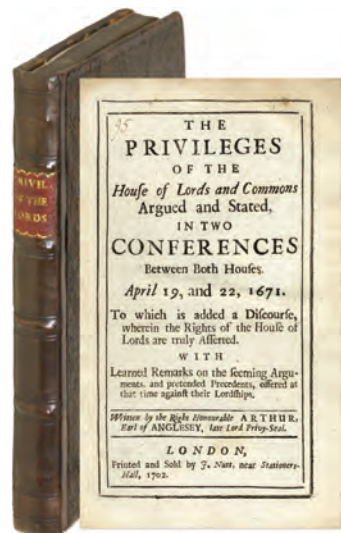 PRIVIL.
OF THE
LORDS
95
THE
PRIVILEGES
OF THE
House of Lords and Commons
Argued and Stated,
IN TWO
CONFERENCES
Between Both Houses.
April 19, and 22, 1671.
To which is added a Diſcourſe,
wherein the Rights of the Houſe of
Lords are truly Aſſerted.
WITH
Learned Remarks on the ſeeming Argu-
ments, and pretended Precedents, offered at
that time againſt their Lordſhips.
Written by the Right Honourable ARTHUR,
Earl of ANGLESEY, late Lord Privy-Seal.
LONDON,
Printed and Sold by J. Nutt, near Stationers-
Hall, 1702.